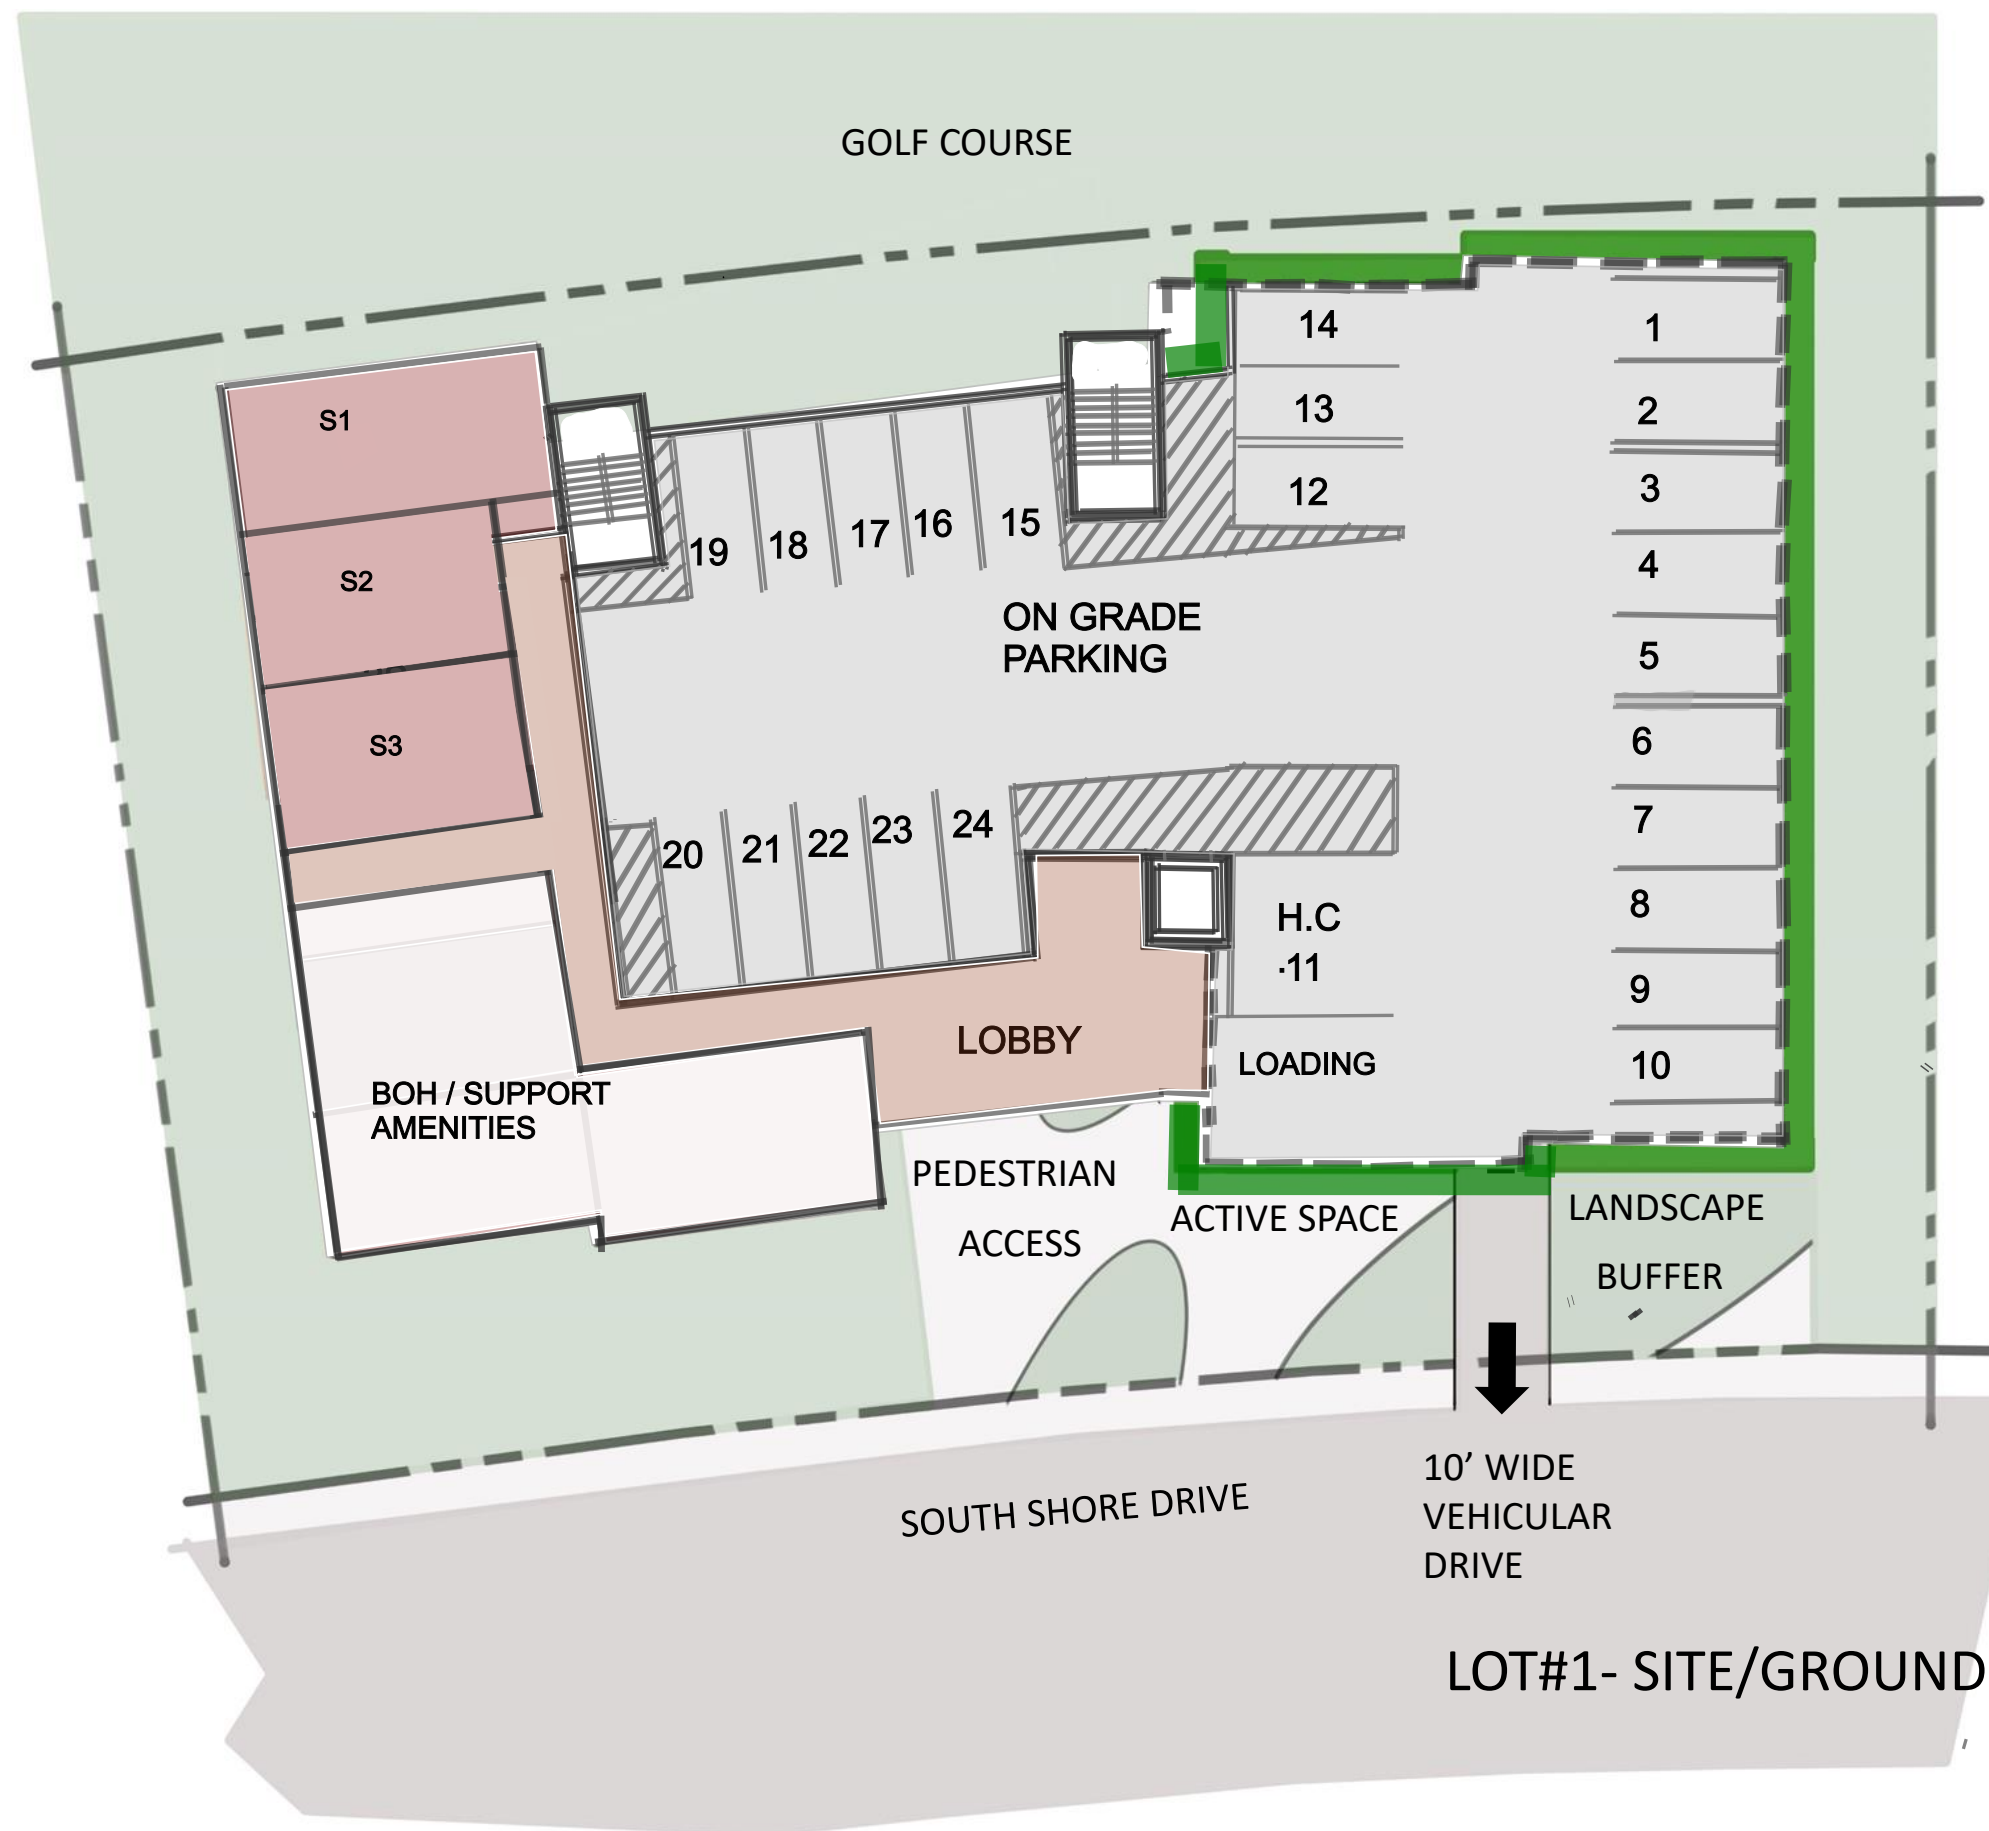 GOLF COURSE
14
1
S1
13
2
12
3
19
18
17
16
15
4
S2
ON GRADE
PARKING
5
S3
6
20
21
22
23
24
7
H.C
·11
8
9
LOBBY
LOADING
10
BOH / SUPPORT
AMENITIES
PEDESTRIAN
ACCESS
ACTIVE SPACE
LANDSCAPE
BUFFER
SOUTH SHORE DRIVE
10’ WIDE
VEHICULAR
DRIVE
LOT#1- SITE/GROUND